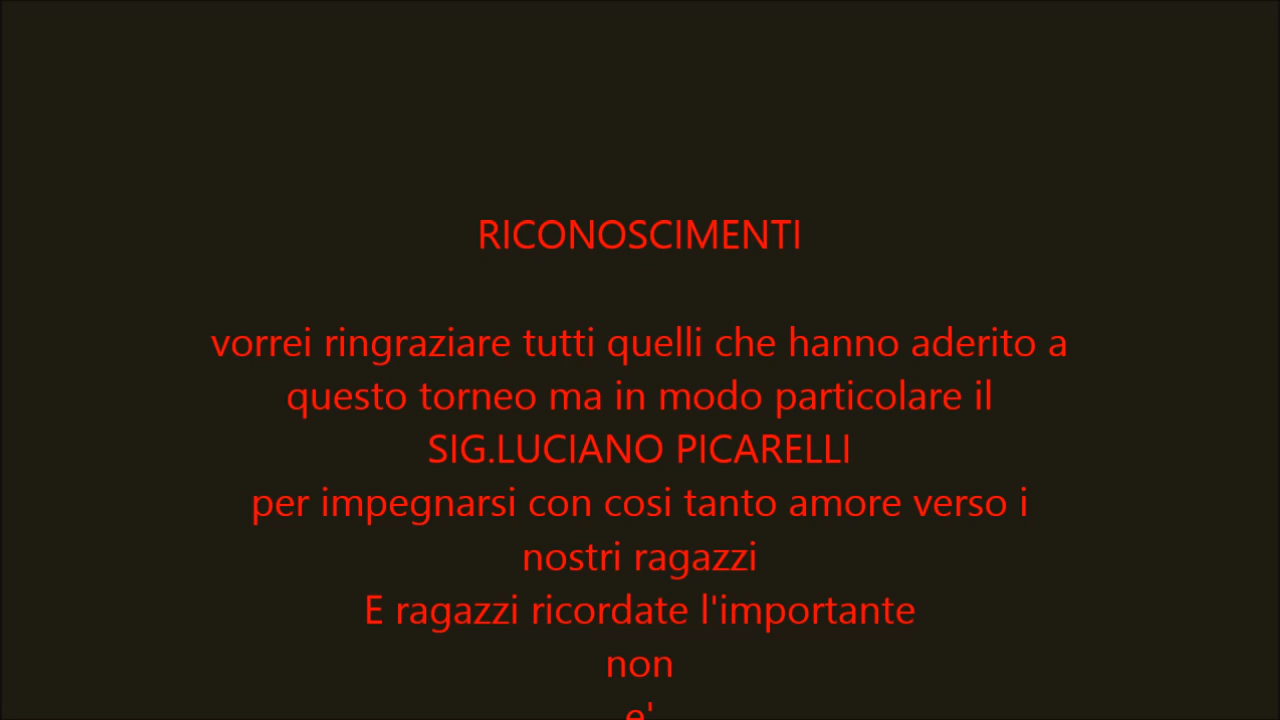 RICONOSCIMENTI
vorrei ringraziare tutti quelli che hanno aderito a
questo torneo ma in modo particolare il
SIG.LUCIANO PICARELLI
per impegnarsi con cosi tanto amore verso i
nostri ragazzi
E ragazzi ricordate l'importante
non
e'